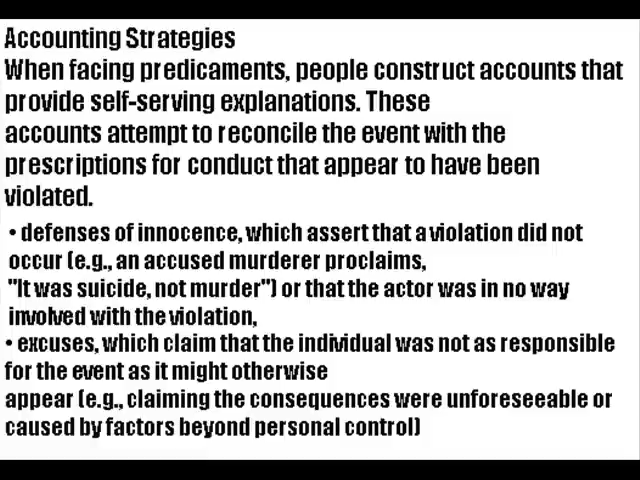 Accounting Strategies
When facing predicaments, people construct accounts that
provide self-serving explanations. These
accounts attempt to reconcile the event with the
prescriptions for conduct that appear to have been
violated.
• defenses of innocence, which assert that a violation did not
occur (e.g., an accused murderer proclaims,
"It was suicide, not murder") or that the actor was in no way
involved with the violation,
• excuses, which claim that the individual was not as responsible
for the event as it might otherwise
appear (e.g., claiming the consequences were unforeseeable or
caused by factors beyond personal control)